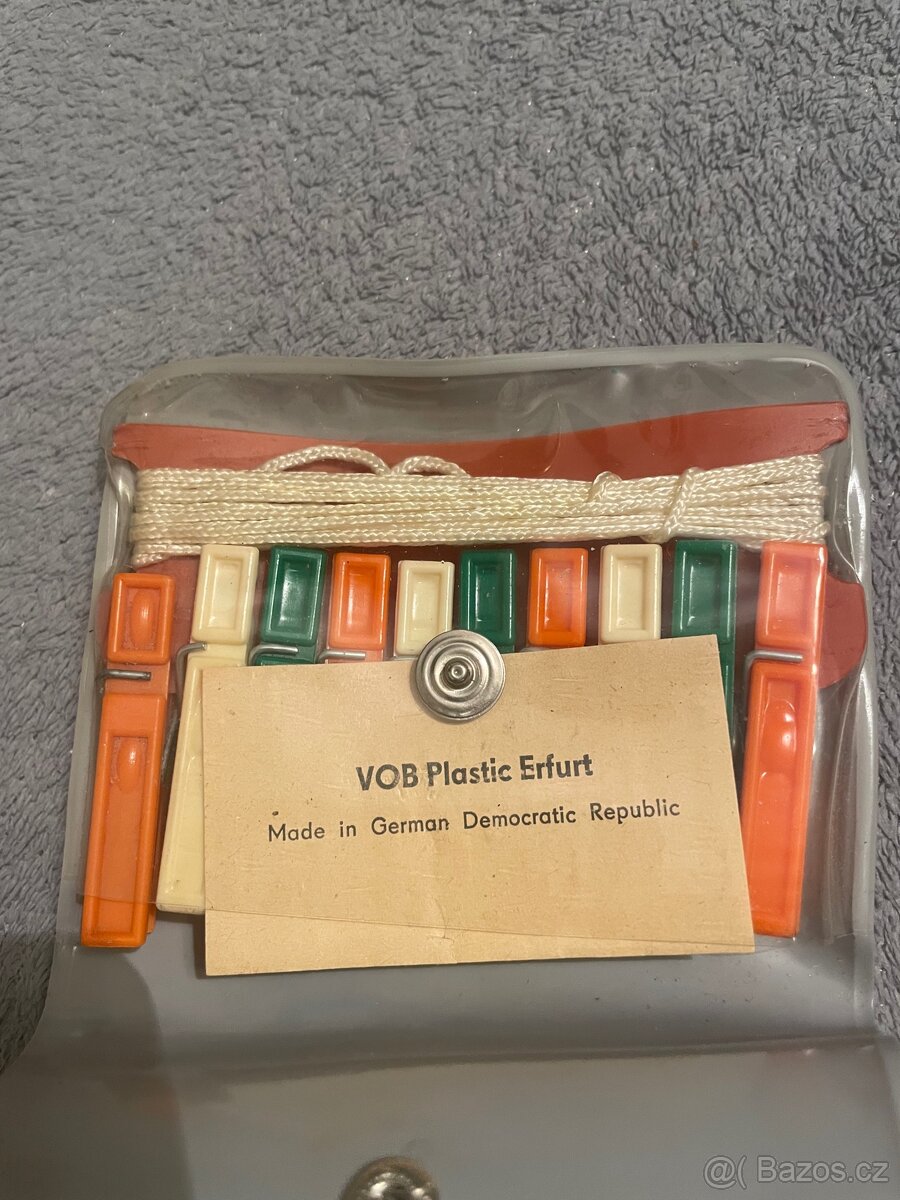 VOB Plastic Erfurt
Made in German Democratic Republic
@( Bazos.cz